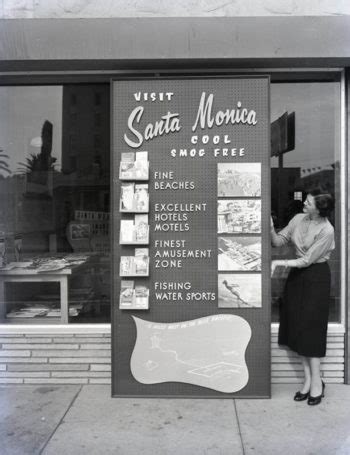 VISIT
Santa Monica
COOL
SMOG FREE
FINE
BEACHES
EXCELLENT
HOTELS
MOTELS
FINEST
AMUSEMENT
ZONE
FISHING
WATER SPORTS